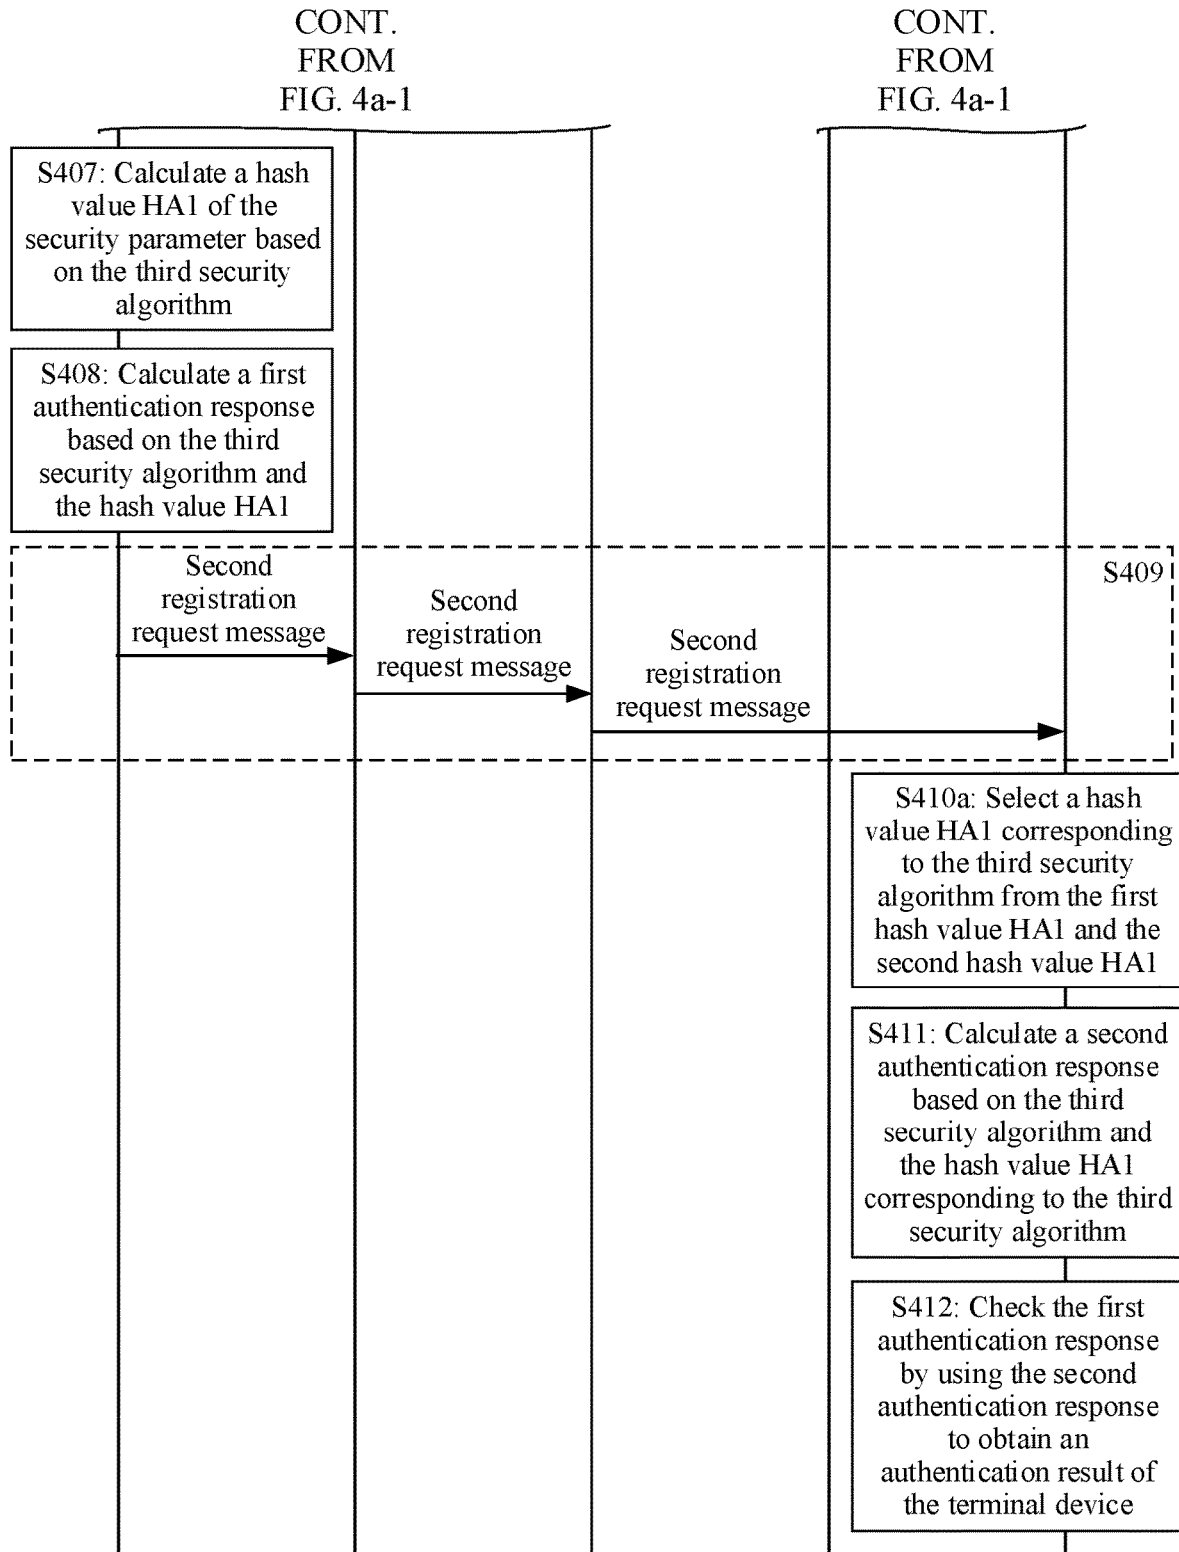 CONT.
FROM
FIG. 4a-1
CONT.
FROM
FIG. 4a-1
S407: Calculate a hash
value HA1 of the
security parameter based
on the third security
algorithm
S408: Calculate a first
authentication response
based on the third
security algorithm and
the hash value HA1
S409
Second
registration
request message
Second
registration
request message
Second
registration
request message
S410a: Select a hash
value HA1 corresponding
to the third security
algorithm from the first
hash value HA1 and the
second hash value HA1
S411: Calculate a second
authentication response
based on the third
security algorithm and
the hash value HA1
corresponding to the third
security algorithm
S412: Check the first
authentication response
by using the second
authentication response
to obtain an
authentication result of
the terminal device